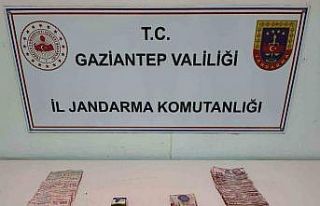 T.C.
GAZİANTEP VALİLİĞİ
İL JANDARMA KOMUTANLIĞI